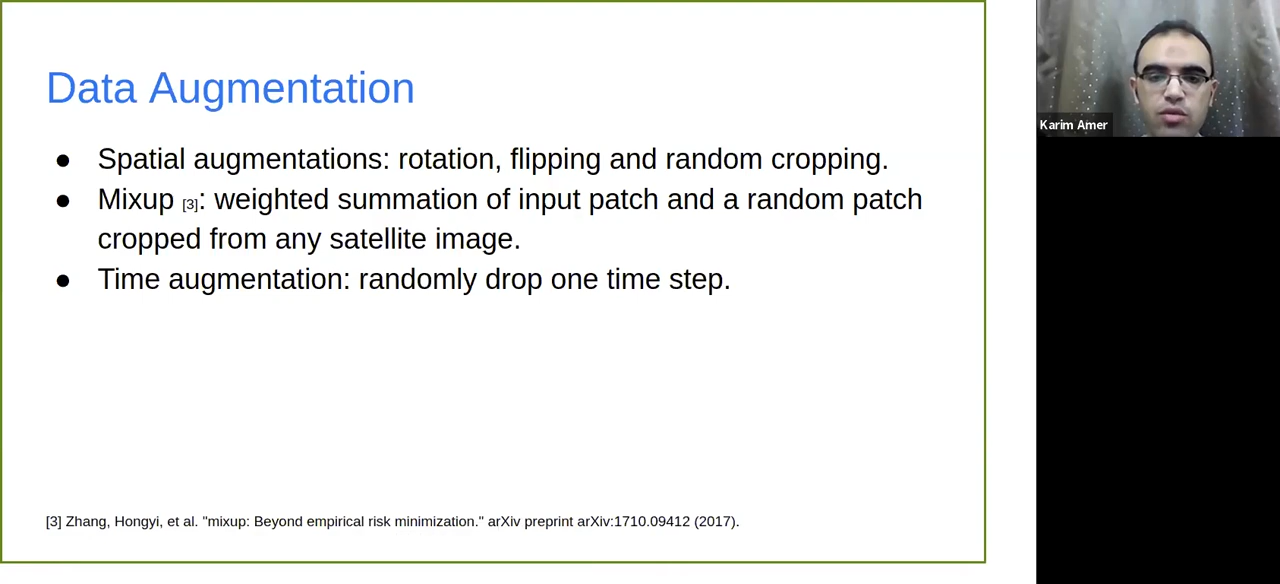 Data Augmentation
● Spatial augmentations: rotation, flipping and random cropping.
● Mixup [3]: weighted summation of input patch and a random patch
cropped from any satellite image.
● Time augmentation: randomly drop one time step.
[3] Zhang, Hongyi, et al. "mixup: Beyond empirical risk minimization." arXiv preprint arXiv:1710.09412 (2017).
Karim Amer